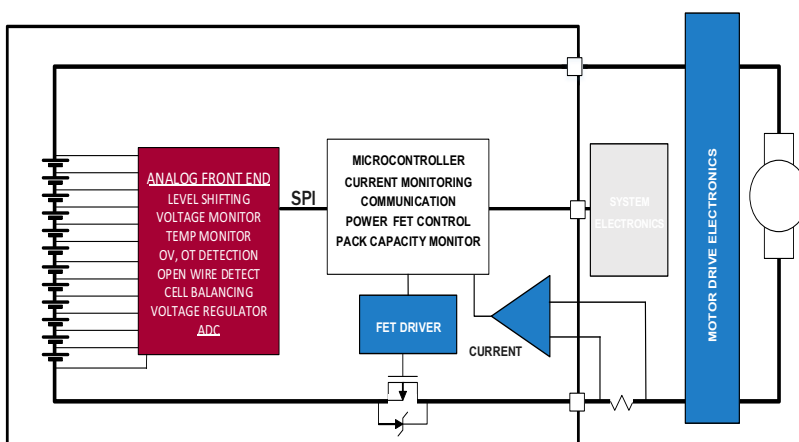 ANALOG FRONT END
LEVEL SHIFTING
VOLTAGE MONITOR
TEMP MONITOR
OV, OT DETECTION
OPEN WIRE DETECT
CELL BALANCING
VOLTAGE REGULATOR
ADC
SPI
MICROCONTROLLER
CURRENT MONITORING
COMMUNICATION
POWER FET CONTROL
PACK CAPACITY MONITOR
FET DRIVER
CURRENT
SYSTEM
ELECTRONICS
MOTOR DRIVE ELECTRONICS